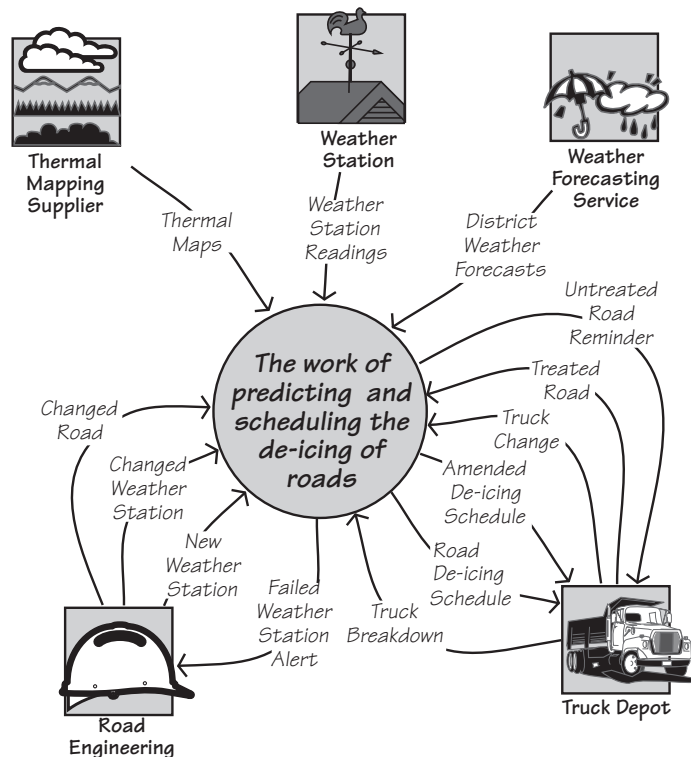 Thermal
Mapping
Supplier
Weather
Station
Weather
Forecasting
Service
Thermal
Maps
Weather
Station
Readings
District
Weather
Forecasts
Untreated
Road
Reminder
The work of
predicting and
scheduling the
de-icing of
roads
Treated
Road
Truck
Change
Amended
De-icing
Schedule
Road
De-icing
Schedule
Truck
Breakdown
Changed
Road
Changed
Weather
Station
New
Weather
Station
Failed
Weather
Station
Alert
Road
Engineering
Truck Depot